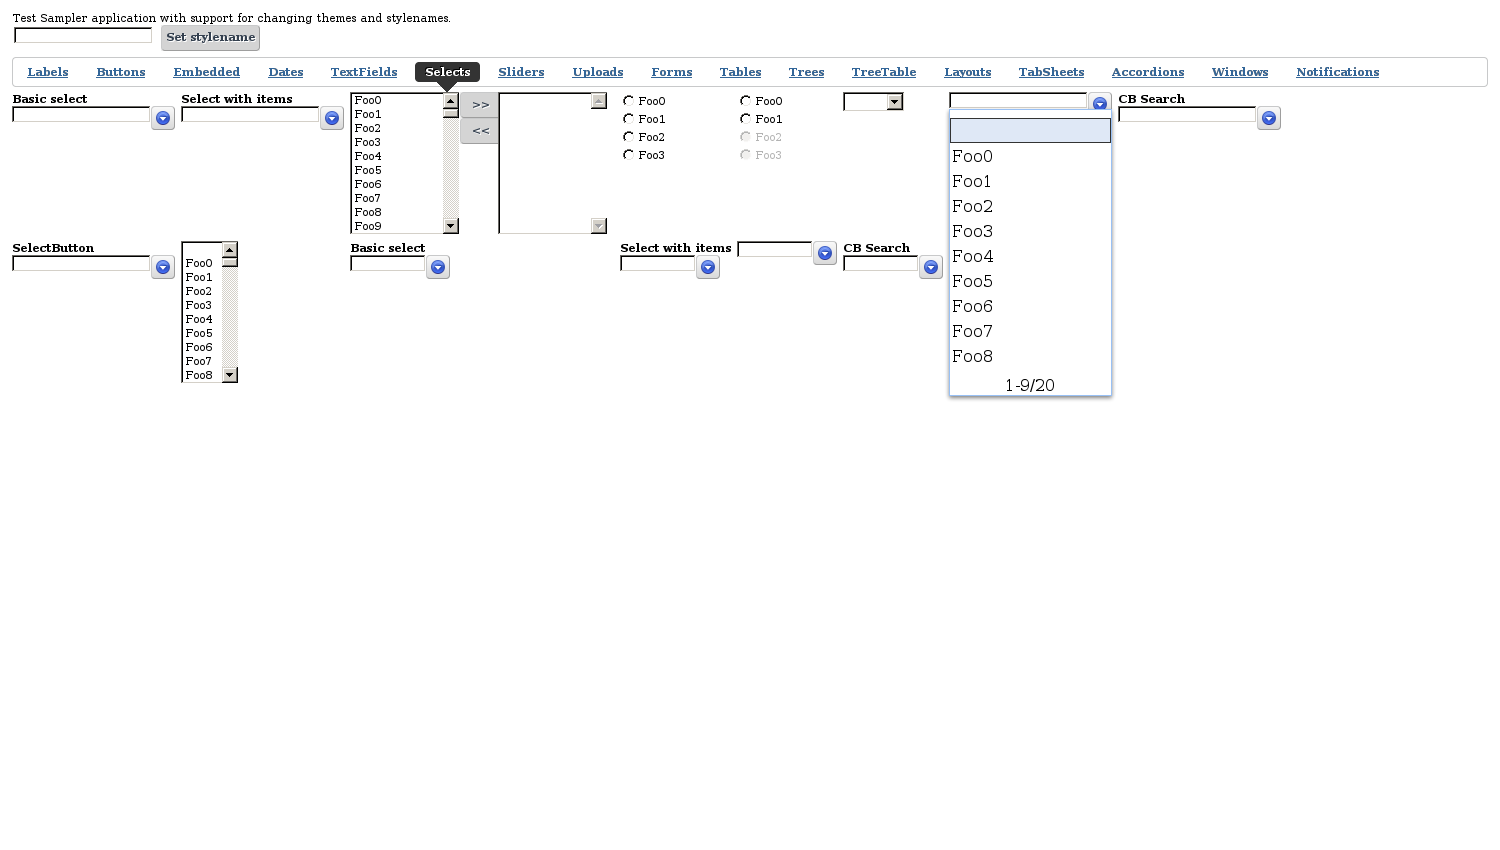 Test Sampler application with support for changing themes and stylenames.
Set stylename
Labels Buttons Embedded Dates TextFields Selects Sliders Uploads Forms Tables Trees TreeTable Layouts TabSheets Accordions Windows Notifications
Basic select
Select with items
Foo0
Foo1
Foo2
Foo3
Foo4
Foo5
Foo6
Foo7
Foo8
Foo9
>>
<<
Foo0
Foo1
Foo2
Foo3
Foo0
Foo1
Foo2
Foo3
CB Search
Foo0
Foo1
Foo2
Foo3
Foo4
Foo5
Foo6
Foo7
Foo8
1-9/20
SelectButton
Foo0
Foo1
Foo2
Foo3
Foo4
Foo5
Foo6
Foo7
Foo8
Basic select
Select with items
CB Search